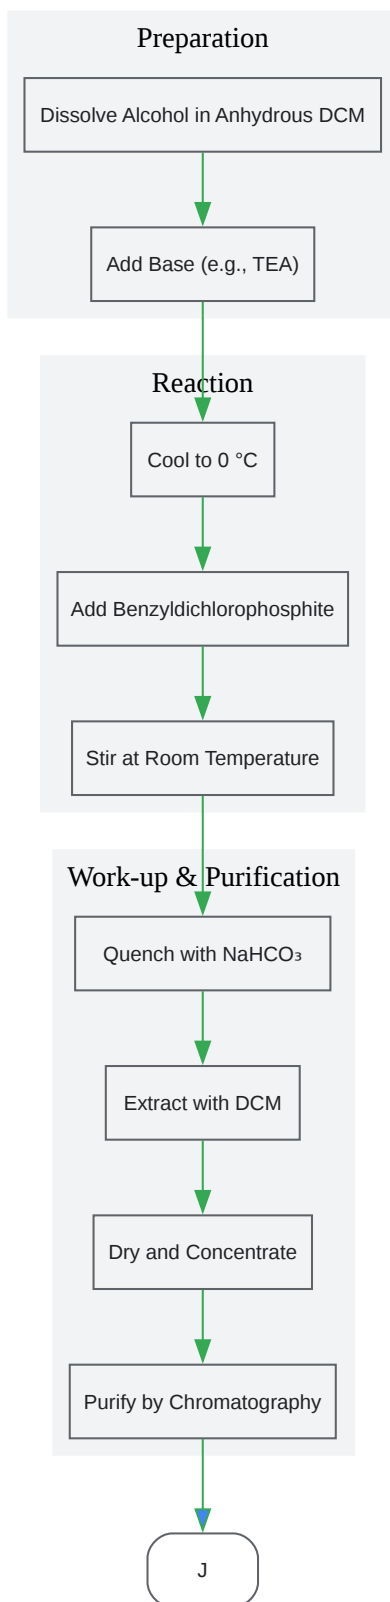 Preparation
Dissolve Alcohol in Anhydrous DCM
Add Base (e.g., TEA)
Reaction
Cool to 0 °C
Add Benzyldichlorophosphite
Stir at Room Temperature
Work-up & Purification
Quench with NaHCO₃
Extract with DCM
Dry and Concentrate
Purify by Chromatography
J